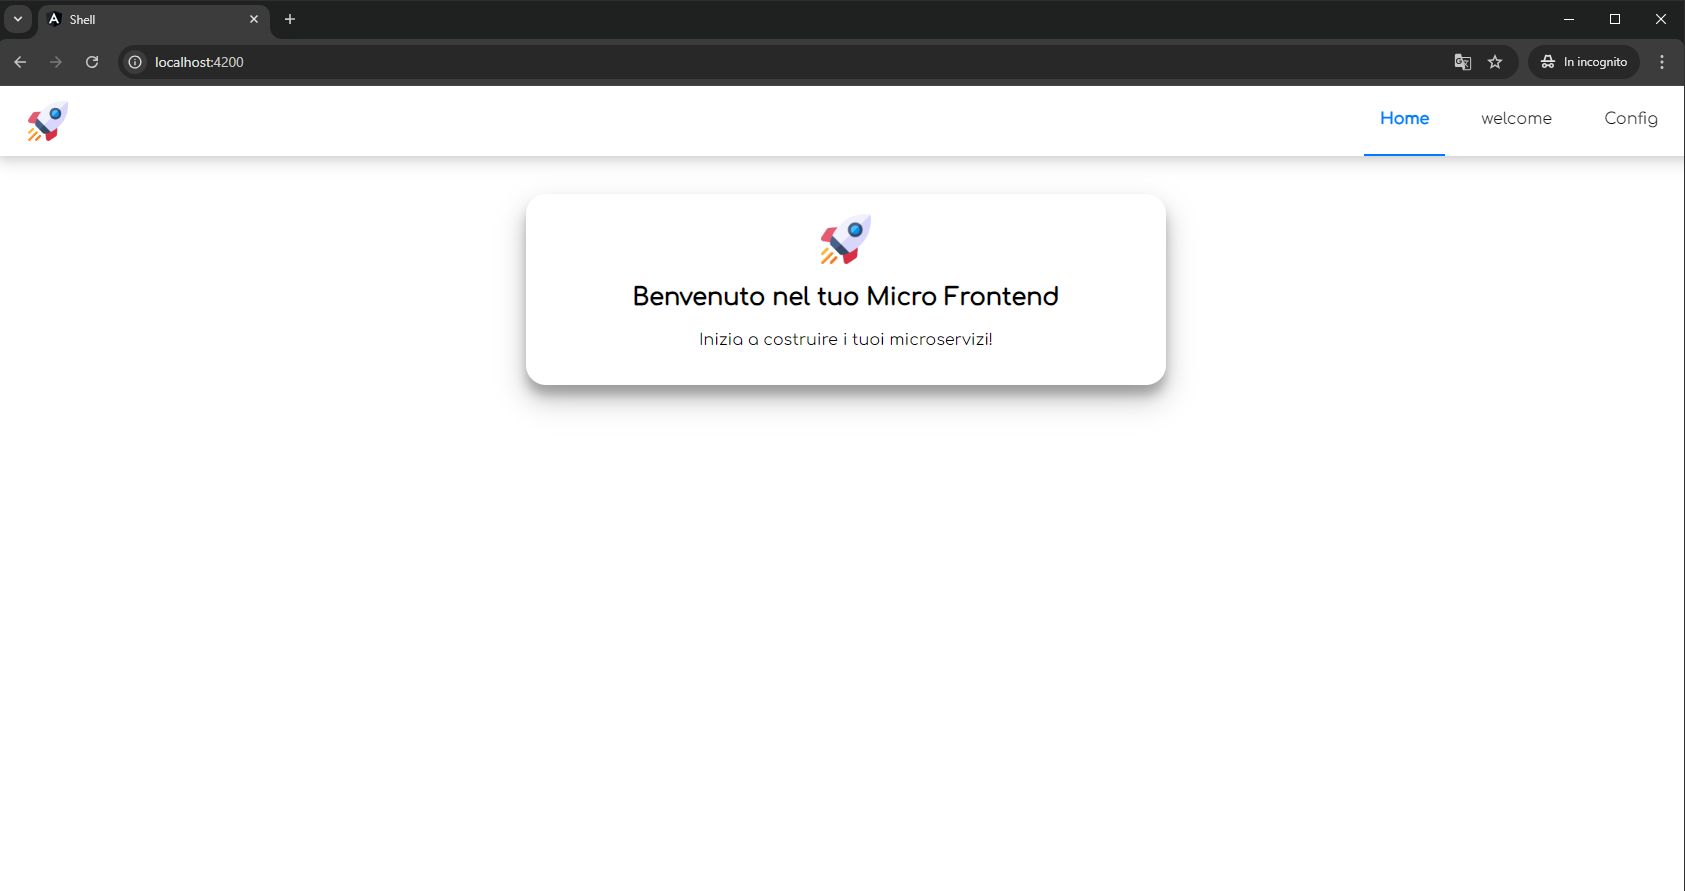 Shell
localhost:4200
In incognito
Home
welcome
Config
Benvenuto nel tuo Micro Frontend
Inizia a costruire i tuoi microservizi!